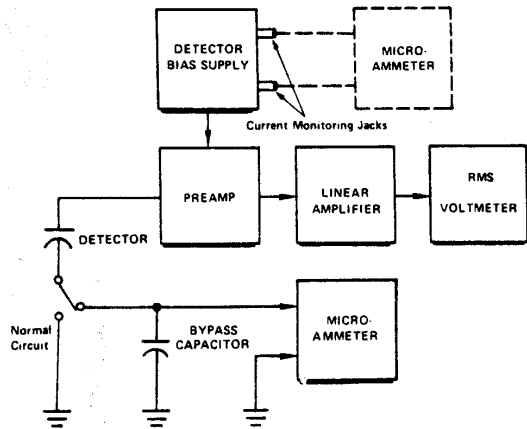 DETECTOR
BIAS SUPPLY
MICRO-
AMMETER
Current Monitoring Jacks
PREAMP
LINEAR
AMPLIFIER
RMS
VOLTMETER
DETECTOR
Normal
Circuit
BYPASS
CAPACITOR
MICRO-
AMMETER